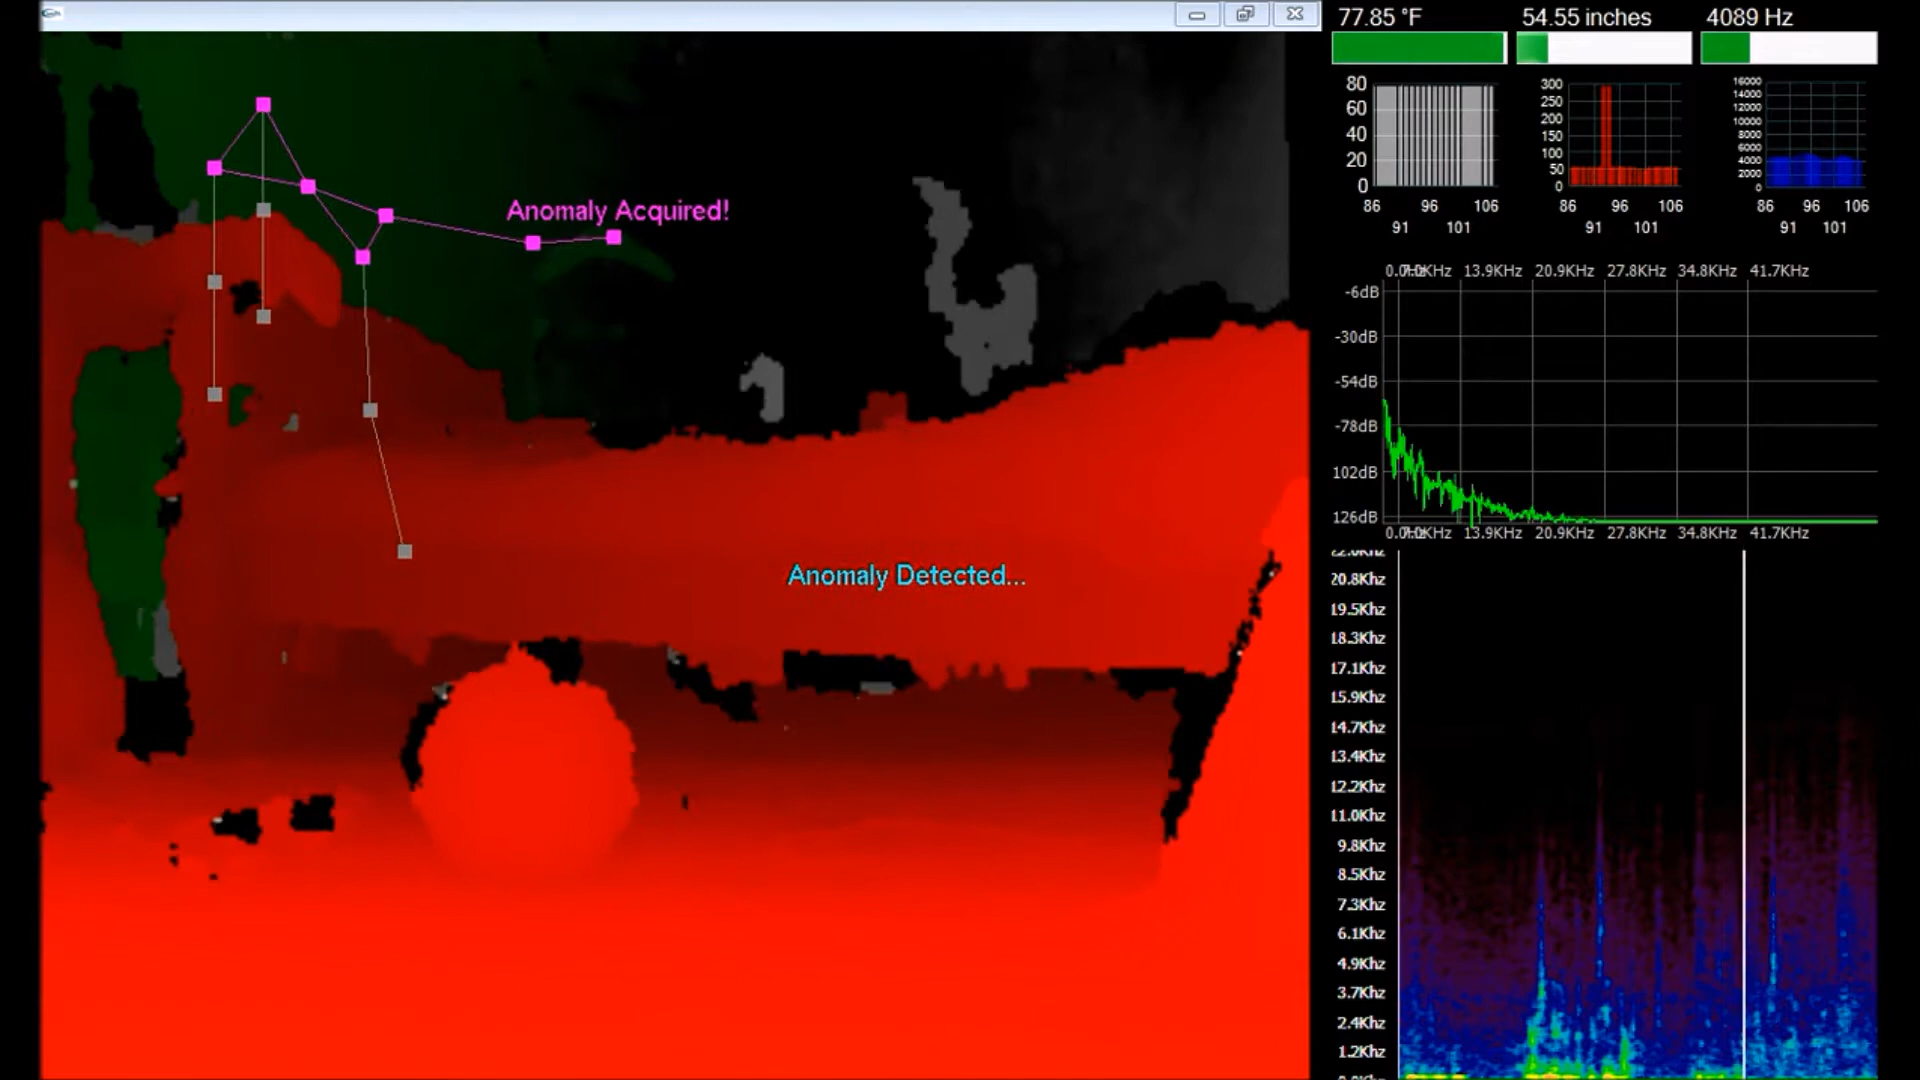 77.85 °F
54.55 inches
4089 Hz
80
60
40
20
0
86 96 106
91 101
300
250
200
150
100
50
0
86 96 106
91 101
16000
14000
12000
10000
8000
6000
4000
2000
0
86 96 106
91 101
Anomaly Acquired!
Anomaly Detected...
13.9KHz 20.9KHz 27.8KHz 34.8KHz 41.7KHz
-6dB
-30dB
-54dB
-78dB
102dB
126dB
13.9KHz 20.9KHz 27.8KHz 34.8KHz 41.7KHz
20.8Khz
19.5Khz
18.3Khz
17.1Khz
15.9Khz
14.7Khz
13.4Khz
12.2Khz
11.0Khz
9.8Khz
8.5Khz
7.3Khz
6.1Khz
4.9Khz
3.7Khz
2.4Khz
1.2Khz